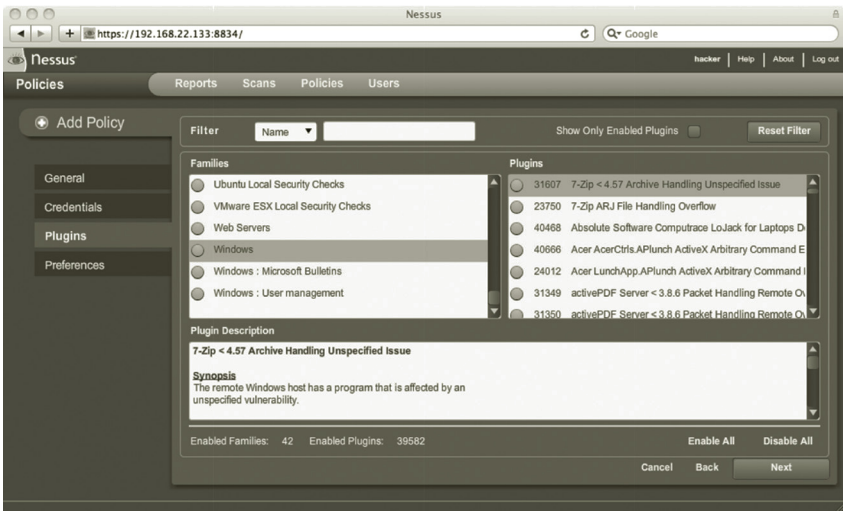 Nessus
https://192.168.22.133:8834/
Google
nessus
hacker Help About Log out
Policies
Reports Scans Policies Users
Add Policy
General
Credentials
Plugins
Preferences
Filter Name Show Only Enabled Plugins Reset Filter
Families
Ubuntu Local Security Checks
VMware ESX Local Security Checks
Web Servers
Windows
Windows : Microsoft Bulletins
Windows : User management
Plugins
31607 7-Zip < 4.57 Archive Handling Unspecified Issue
23750 7-Zip ARJ File Handling Overflow
40468 Absolute Software Computrace LoJack for Laptops D
40666 Acer AcerCtrls.APlunch ActiveX Arbitrary Command E
24012 Acer LunchApp.APlunch ActiveX Arbitrary Command
31349 activePDF Server < 3.8.6 Packet Handling Remote
31350 activePDF Server < 3.8.6 Packet Handling Remote
Plugin Description
7-Zip < 4.57 Archive Handling Unspecified Issue
Synopsis
The remote Windows host has a program that is affected by an
unspecified vulnerability.
Enabled Families: 42 Enabled Plugins: 39582
Enable All Disable All
Cancel Back Next